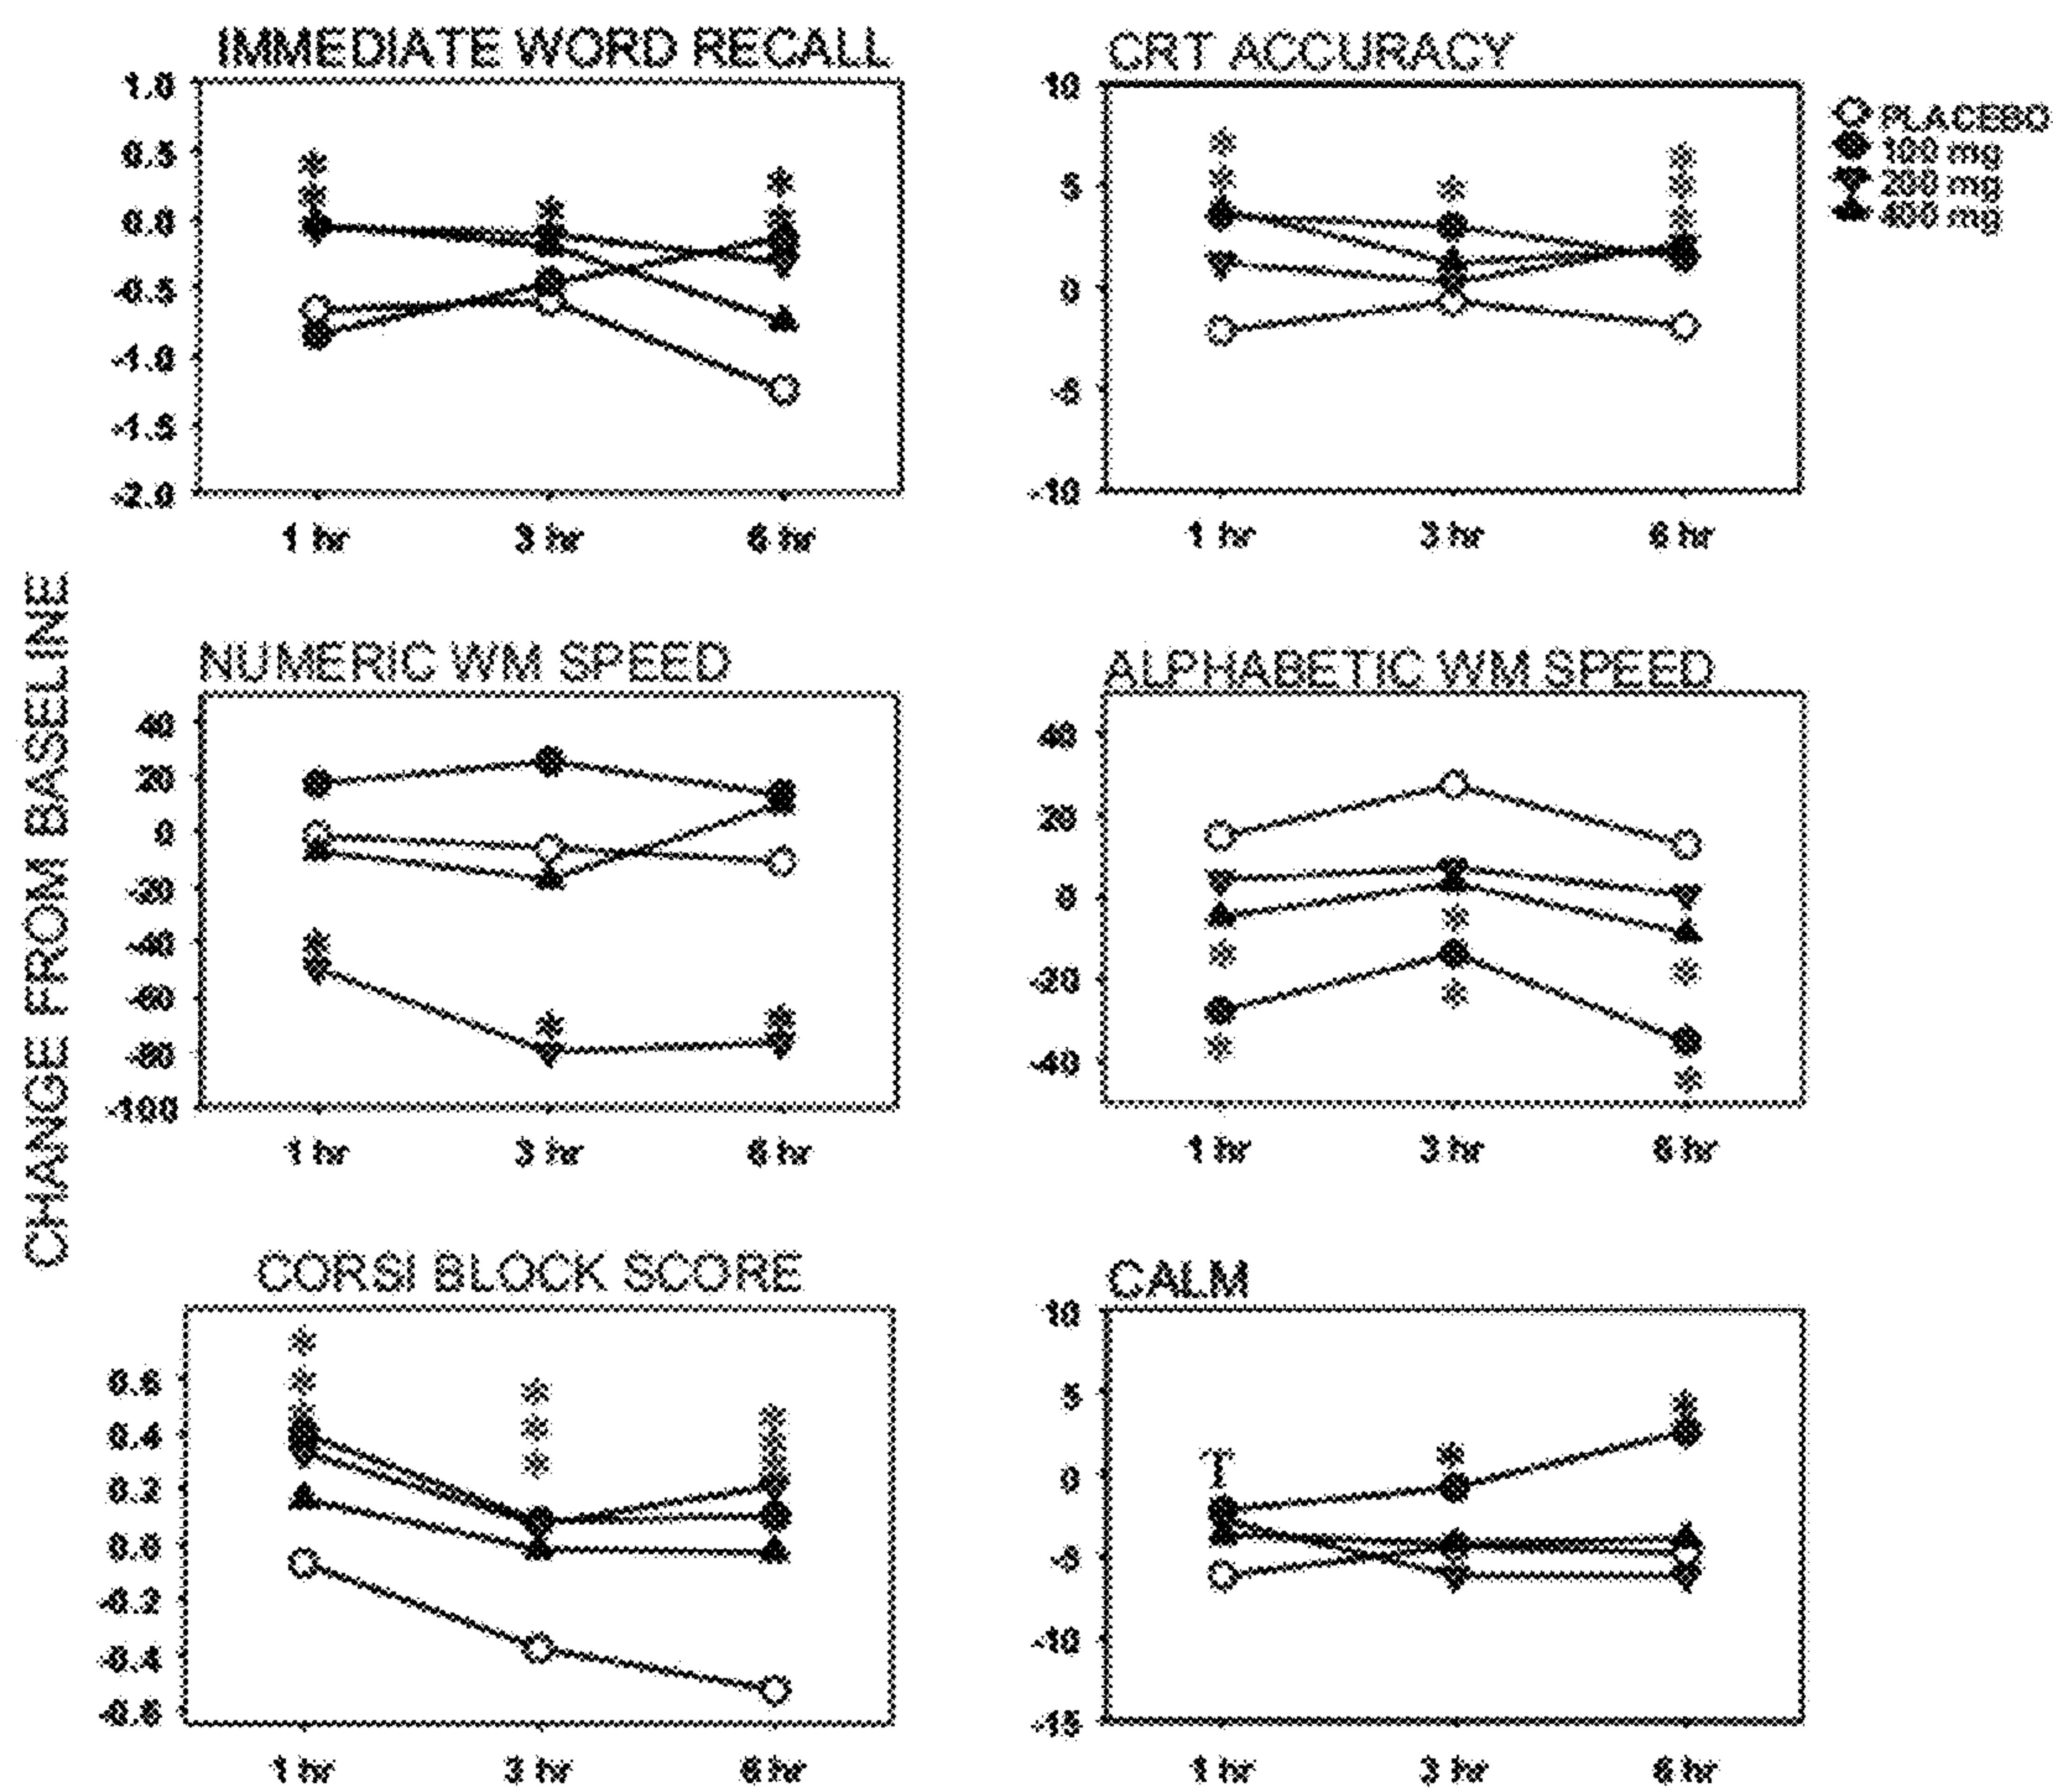 IMMEDIATE WORD RECALL
1.0
0.5
0.0
-0.5
-1.0
-1.5
-2.0
1 hr 3 hr 6 hr
CRT ACCURACY
10
5
0
-5
-10
1 hr 3 hr 6 hr
PLACEBO
100 mg
200 mg
400 mg
CHANGE FROM BASELINE
NUMERIC WM SPEED
40
20
0
-20
-40
-60
-80
-100
1 hr 3 hr 6 hr
ALPHABETIC WM SPEED
40
20
0
-20
-40
1 hr 3 hr 6 hr
CORSI BLOCK SCORE
0.6
0.4
0.2
0.0
-0.2
-0.4
-0.6
1 hr 3 hr 6 hr
CALM
10
5
0
-5
-10
-15
T
1 hr 3 hr 6 hr